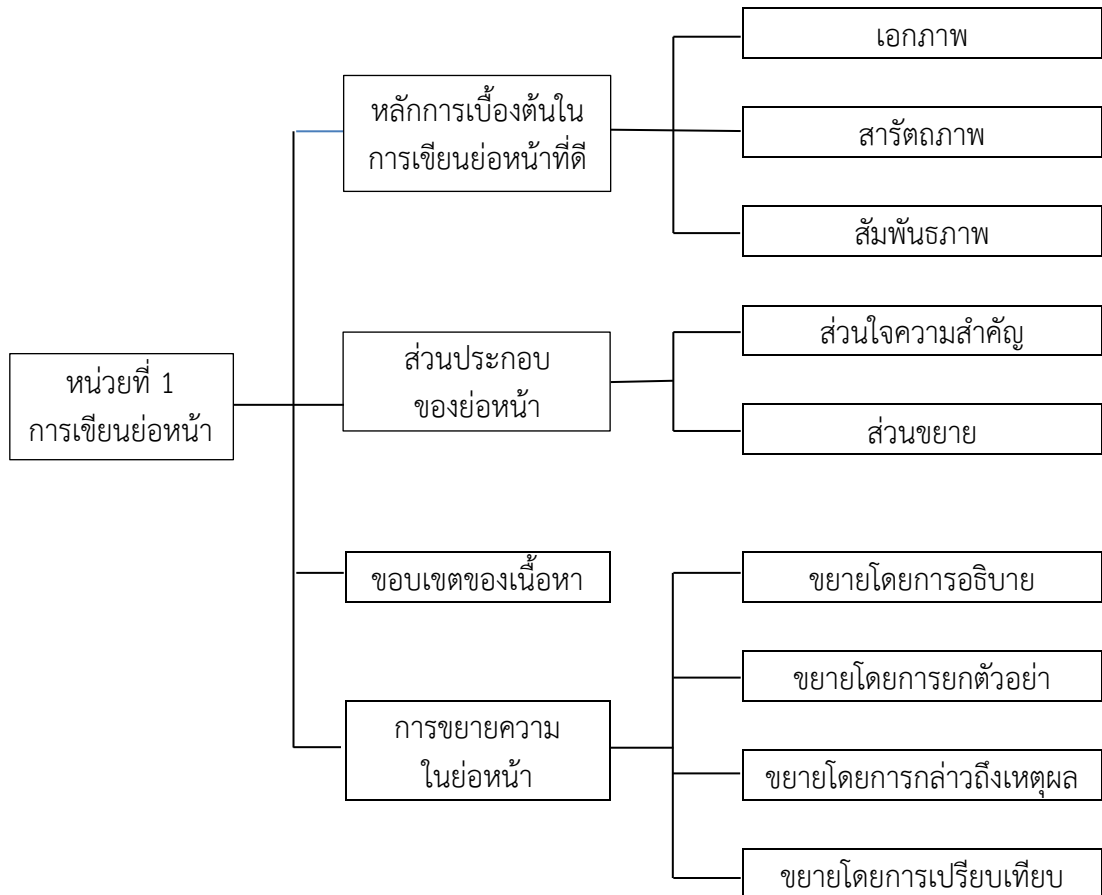 เอกภาพ
หลักการเบื้องต้นใน
การเขียนย่อหน้าที่ดี
สารัตถภาพ
สัมพันธภาพ
ส่วนใจความสำคัญ
ส่วนประกอบ
ของย่อหน้า
ส่วนขยาย
หน่วยที่ 1
การเขียนย่อหน้า
ขอบเขตของเนื้อหา
ขยายโดยการอธิบาย
ขยายโดยการยกตัวอย่า
การขยายความ
ในย่อหน้า
ขยายโดยการกล่าวถึงเหตุผล
ขยายโดยการเปรียบเทียบ